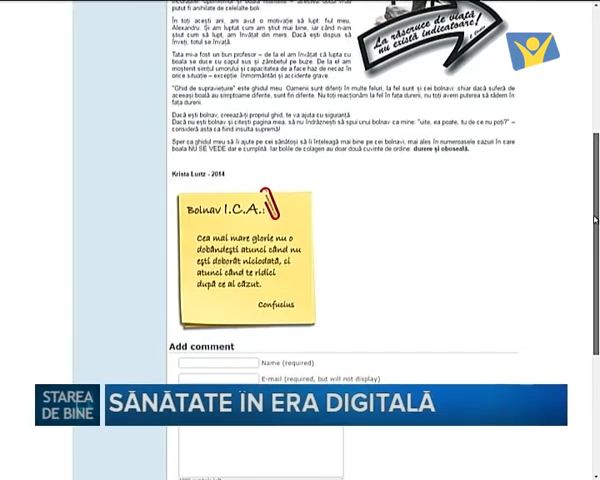 putut fi anihilate de celelalte boli.
În toți acești ani, am avut o motivație să lupt: fiul meu,
Alexandru. Și am luptat cum am știut mai bine, iar când n-am
știut cum să lupt, am învățat din mers. Dacă ești dispus să
înveți, totul se învață.
Tata mi-a fost un bun profesor – de la el am învățat că lupta cu
boala se duce cu capul sus și zâmbetul pe buze. De la el am
moștenit simțul umorului și capacitatea de a face haz de necaz în
orice situație – excepție: înmormântări și accidente grave.
La răscruce de viață
nu există indicatoare!
"Ghid de supraviețuire" este ghidul meu. Oamenii sunt diferiți în multe feluri, la fel sunt și cei bolnavi: chiar dacă suferă de
aceeași boală au simptoame diferite, sunt firi diferite. Nu toți reacționăm la fel în fața durerii, nu toți avem puterea să râdem în
fața durerii.
Dacă ești bolnav, creează-ți propriul ghid, te va ajuta cu siguranță.
Dacă nu ești bolnav și citești pagina mea, să nu îndrăznești să spui unui bolnav ca mine: "uite, ea poate, tu de ce nu poți?" –
consideră asta ca fiind insulta supremă!
Sper ca ghidul meu să îi ajute pe cei sănătoși să îi înțeleagă mai bine pe cei bolnavi, mai ales în numeroasele cazuri în care
boala NU SE VEDE dar e cumplită. Iar bolile de colagen au doar două cuvinte de ordine: durere și oboseală.
Krista Luitz - 2014
Bolnav I.C.A.:
Cea mai mare glorie nu o
dobândești atunci când nu
ești doborât niciodată, ci
atunci când te ridici
după ce ai căzut.
Confucius
Add comment
Name (required)
E-mail (required, but will not display)
STAREA
DE BINE
SĂNĂTATE ÎN ERA DIGITALĂ